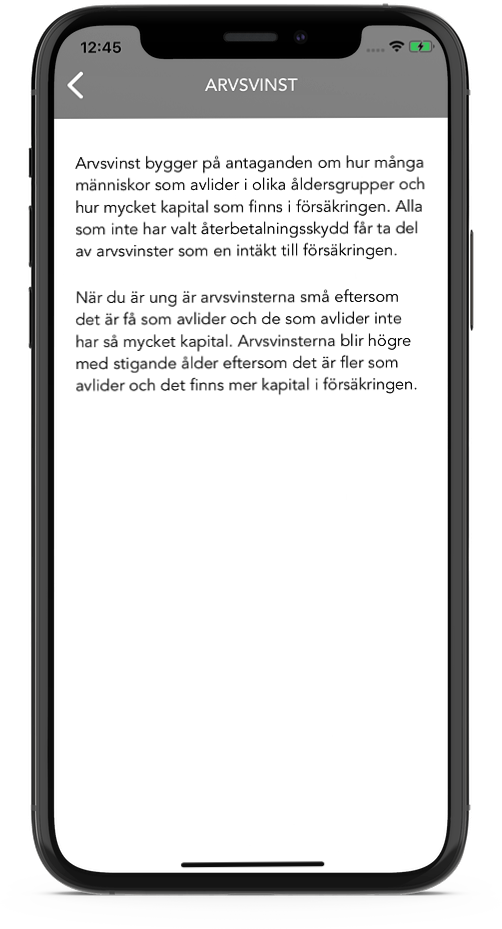 12:45
ARVSVINST
Arvsvinst bygger på antaganden om hur många
människor som avlider i olika åldersgrupper och
hur mycket kapital som finns i försäkringen. Alla
som inte har valt återbetalningsskydd får ta del
av arvsvinster som en intäkt till försäkringen.
När du är ung är arvsvinsterna små eftersom
det är få som avlider och de som avlider inte
har så mycket kapital. Arvsvinsterna blir högre
med stigande ålder eftersom det är fler som
avlider och det finns mer kapital i försäkringen.